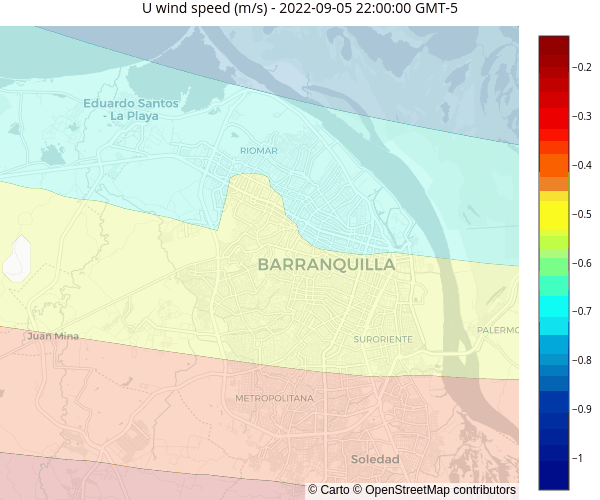 U wind speed (m/s) - 2022-09-05 22:00:00 GMT-5
−0.2
−0.3
−0.4
−0.5
−0.6
−0.7
−0.8
−0.9
−1
Eduardo Santos
- La Playa
RIOMAR
BARRANQUILLA
Juan Mina
SURORIENTE
PALERMO
METROPOLITANA
Soledad
© Carto © OpenStreetMap contributors